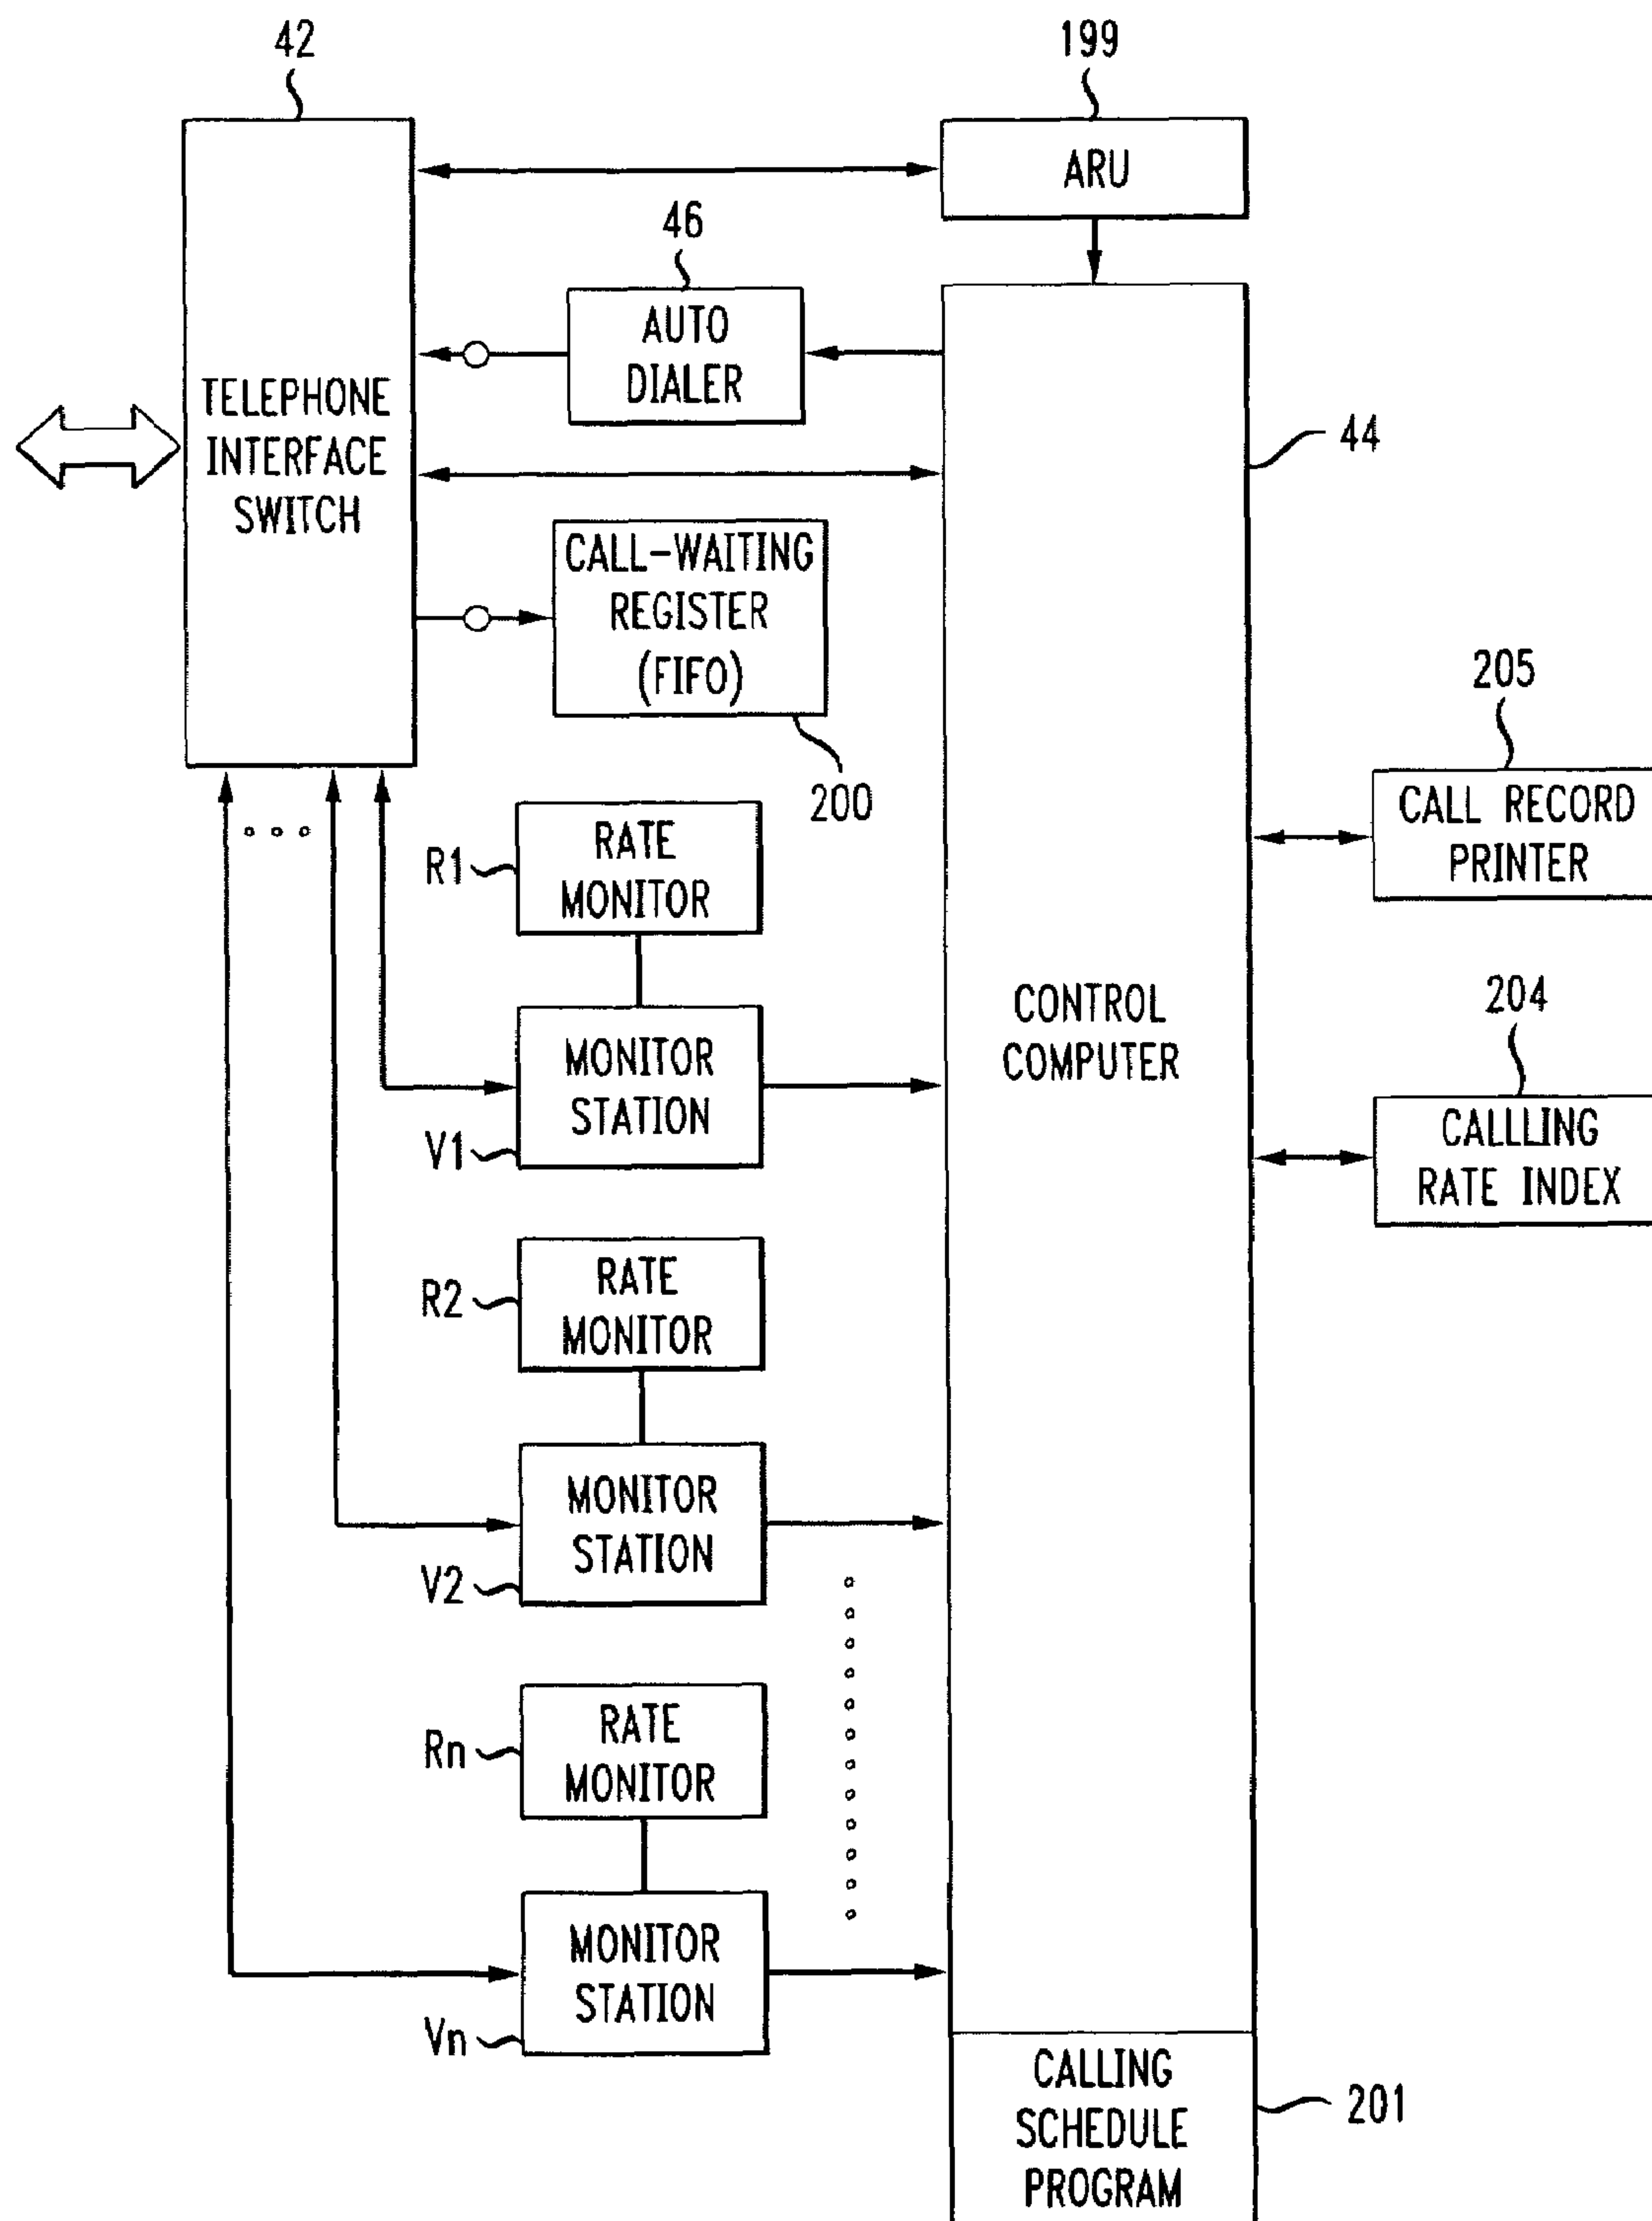 42
199
ARU
46
AUTO
DIALER
TELEPHONE
INTERFACE
SWITCH
44
CALL-WAITING
REGISTER
(FIFO)
200
205
CALL RECORD
PRINTER
R1
RATE
MONITOR
204
CALLLING
RATE INDEX
CONTROL
COMPUTER
MONITOR
STATION
V1
R2
RATE
MONITOR
MONITOR
STATION
V2
Rn
RATE
MONITOR
MONITOR
STATION
Vn
CALLING
SCHEDULE
PROGRAM
201